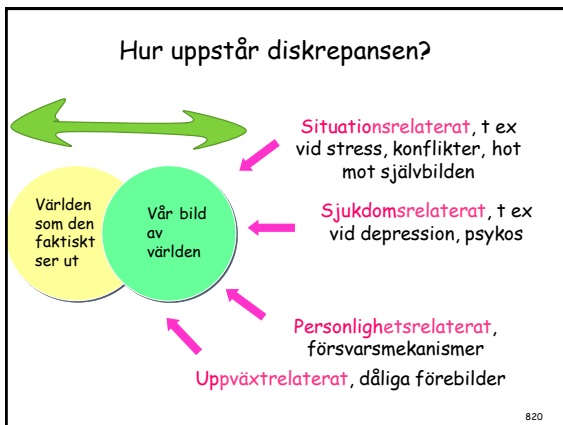 Hur uppstår diskrepansen?
Situationsrelaterat, t ex
vid stress, konflikter, hot
mot självbilden
Världen
som den
faktiskt
ser ut
Vår bild
av
världen
Sjukdomsrelaterat, t ex
vid depression, psykos
Personlighetsrelaterat,
försvarsmekanismer
Uppväxtrelaterat, dåliga förebilder
820